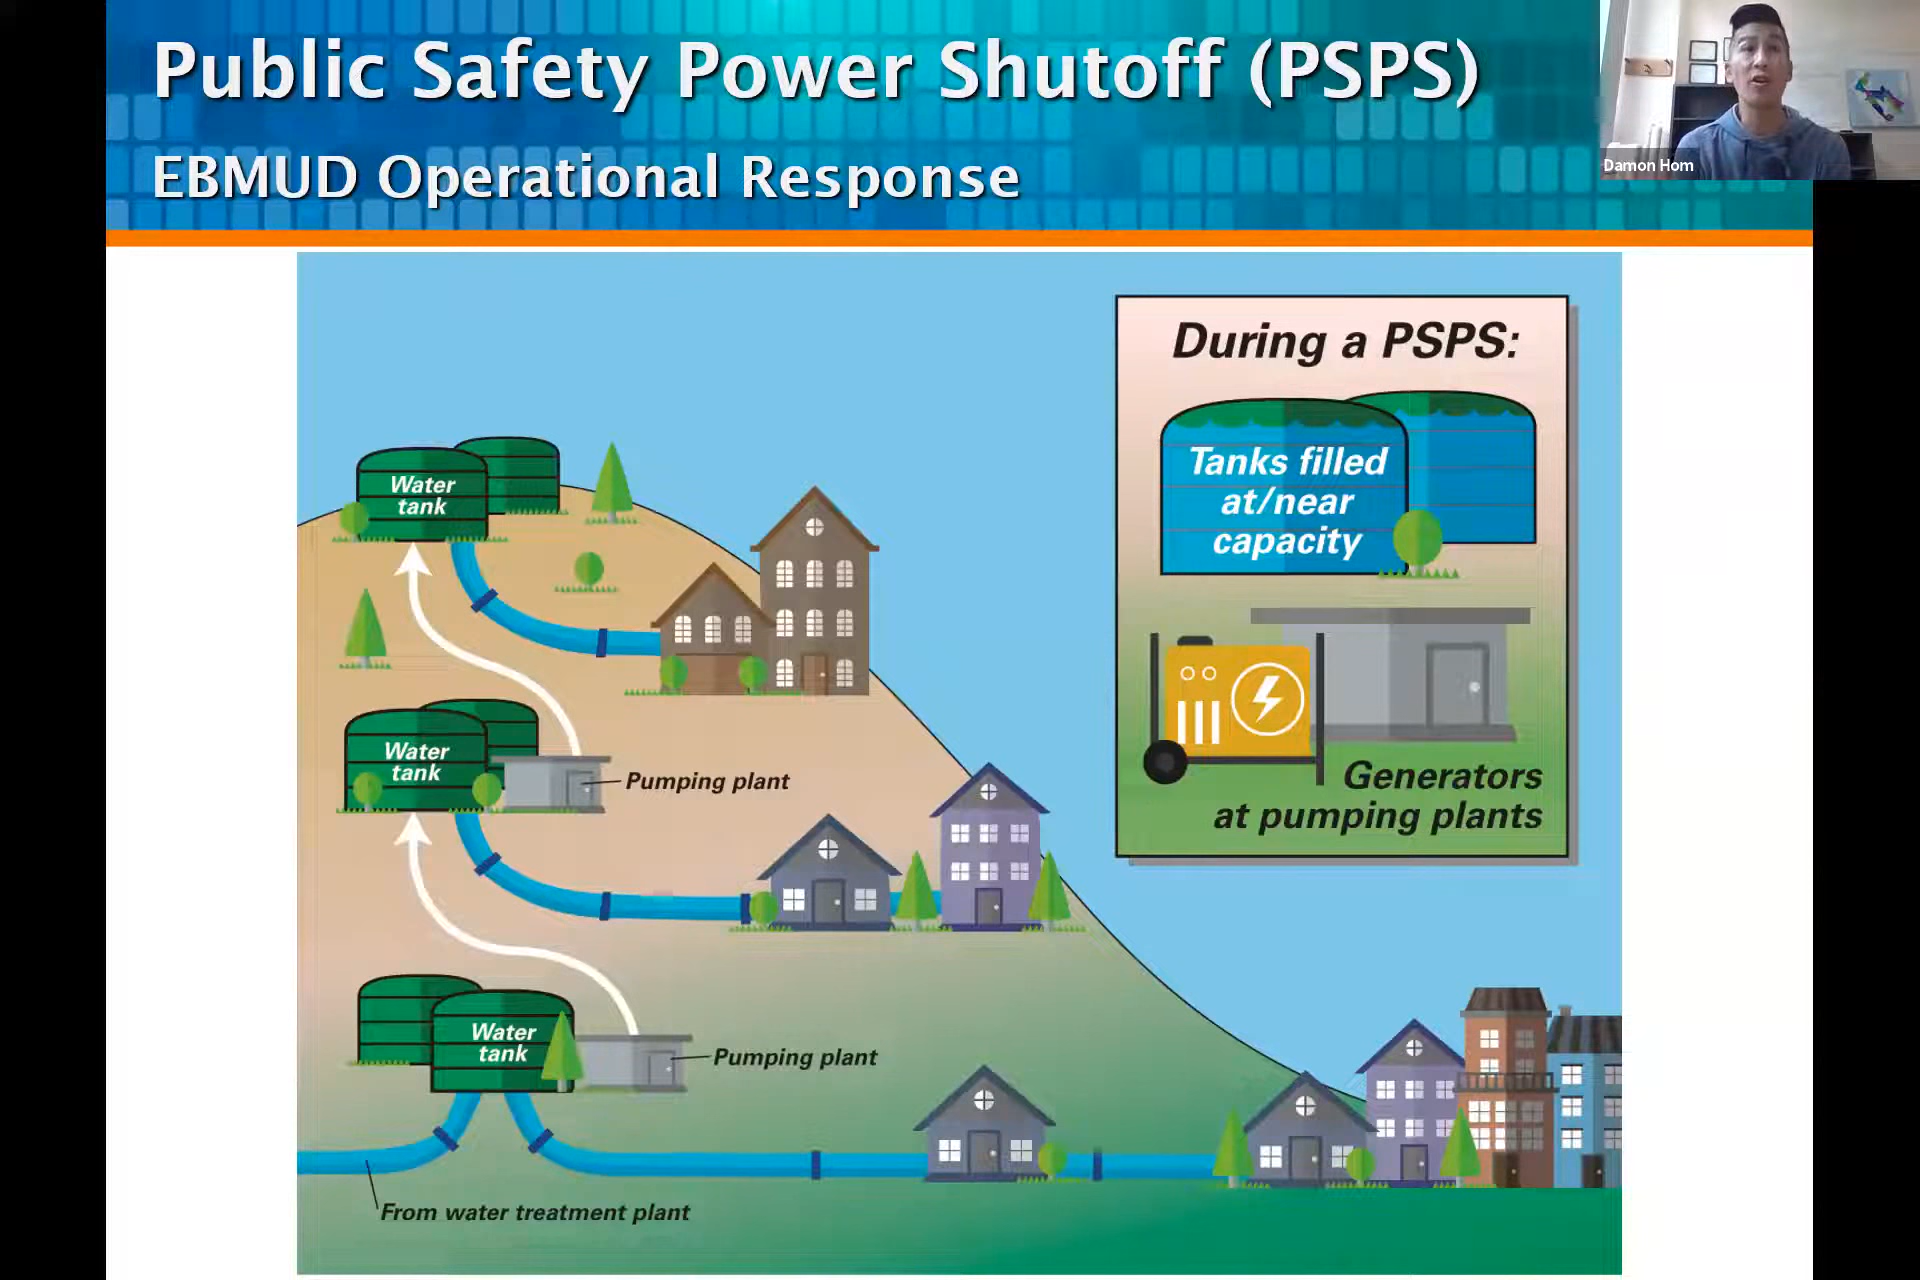 Public Safety Power Shutoff (PSPS)
EBMUD Operational Response
Damon Hom
During a PSPS:
Tanks filled
at/near
capacity
Generators
at pumping plants
Water
tank
Water
tank
Pumping plant
Water
tank
Pumping plant
From water treatment plant